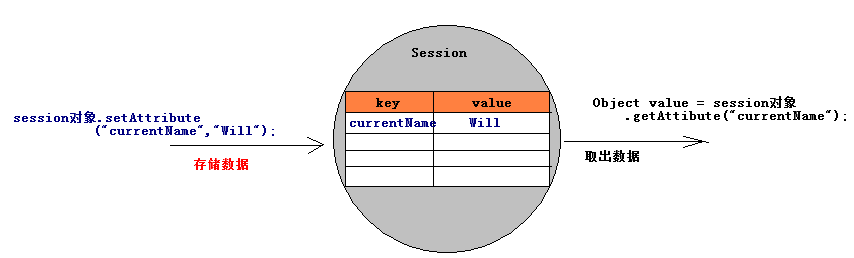 Session
key value
session对象.setAttribute
("currentName","Will");
currentName Will
存储数据
Object value = session对象
.getAttibute("currentName");
取出数据